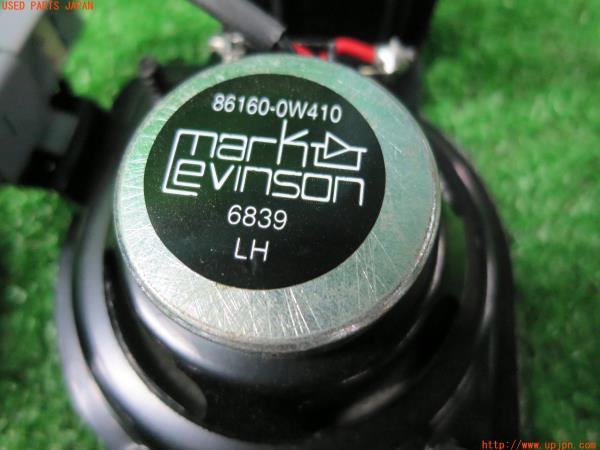 USED PARTS JAPAN
86160-0W410
mark
Levinson
6839
LH
http://www.upjpn.com/